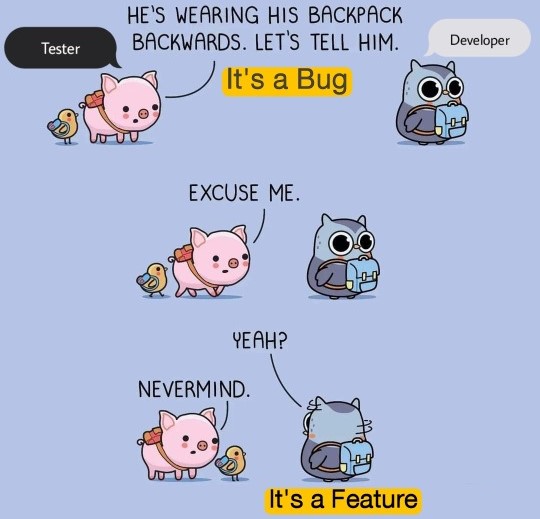 HE'S WEARING HIS BACKPACK
BACKWARDS. LET'S TELL HIM.
Tester
Developer
It's a Bug
EXCUSE ME.
YEAH?
NEVERMIND.
It's a Feature